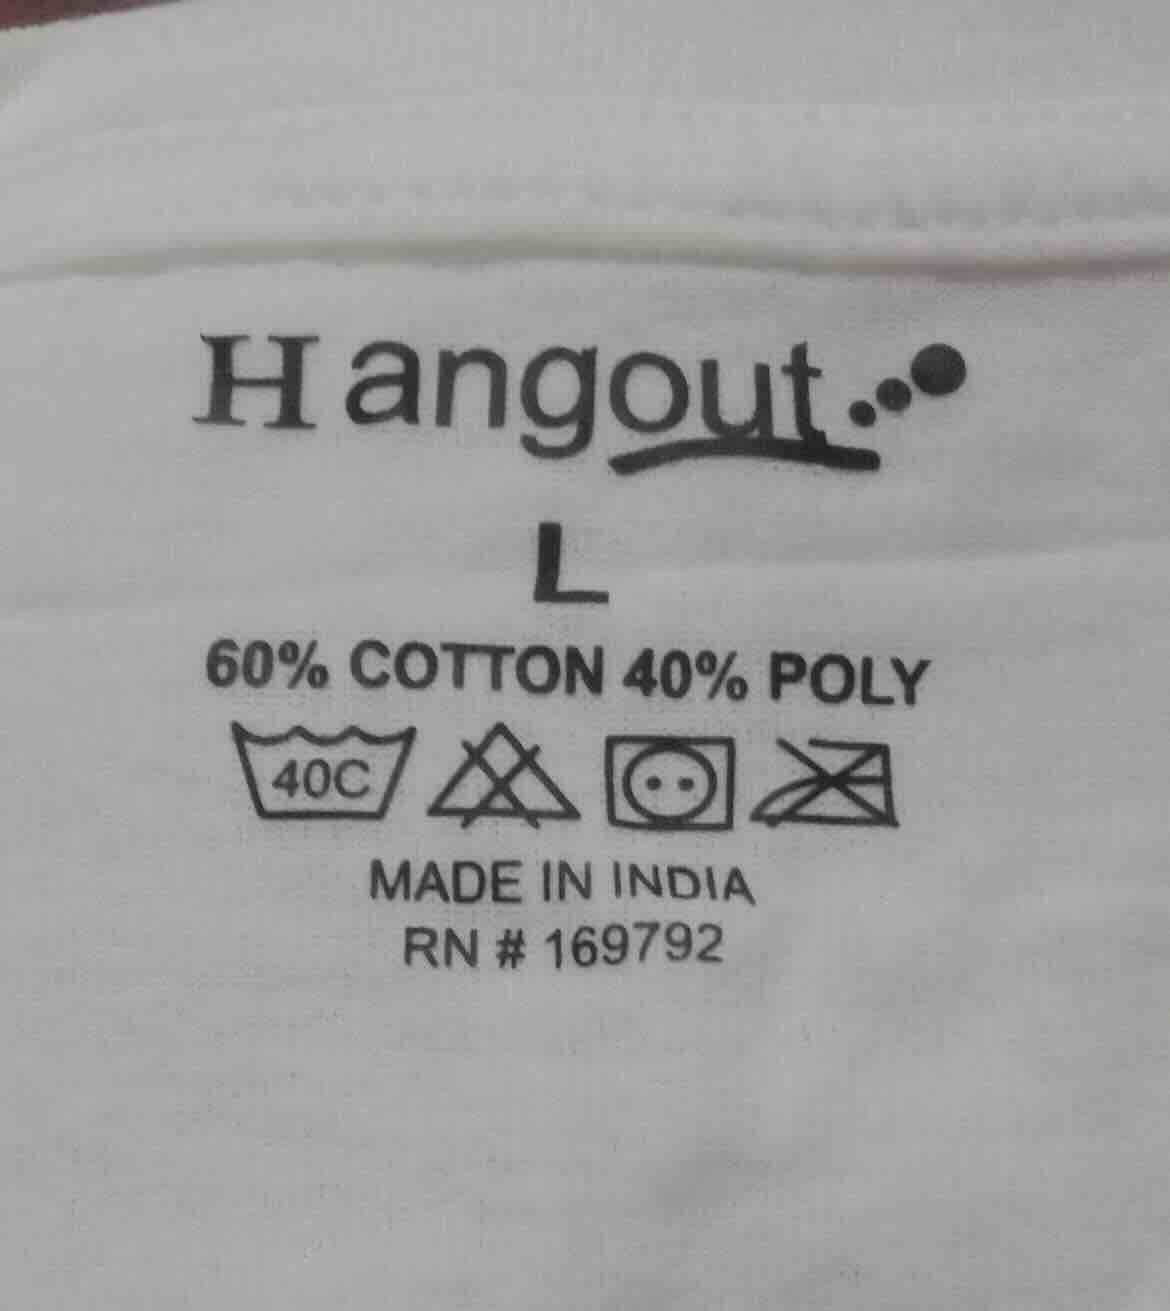 Hangout
L
60% COTTON 40% POLY
40C
MADE IN INDIA
RN # 169792